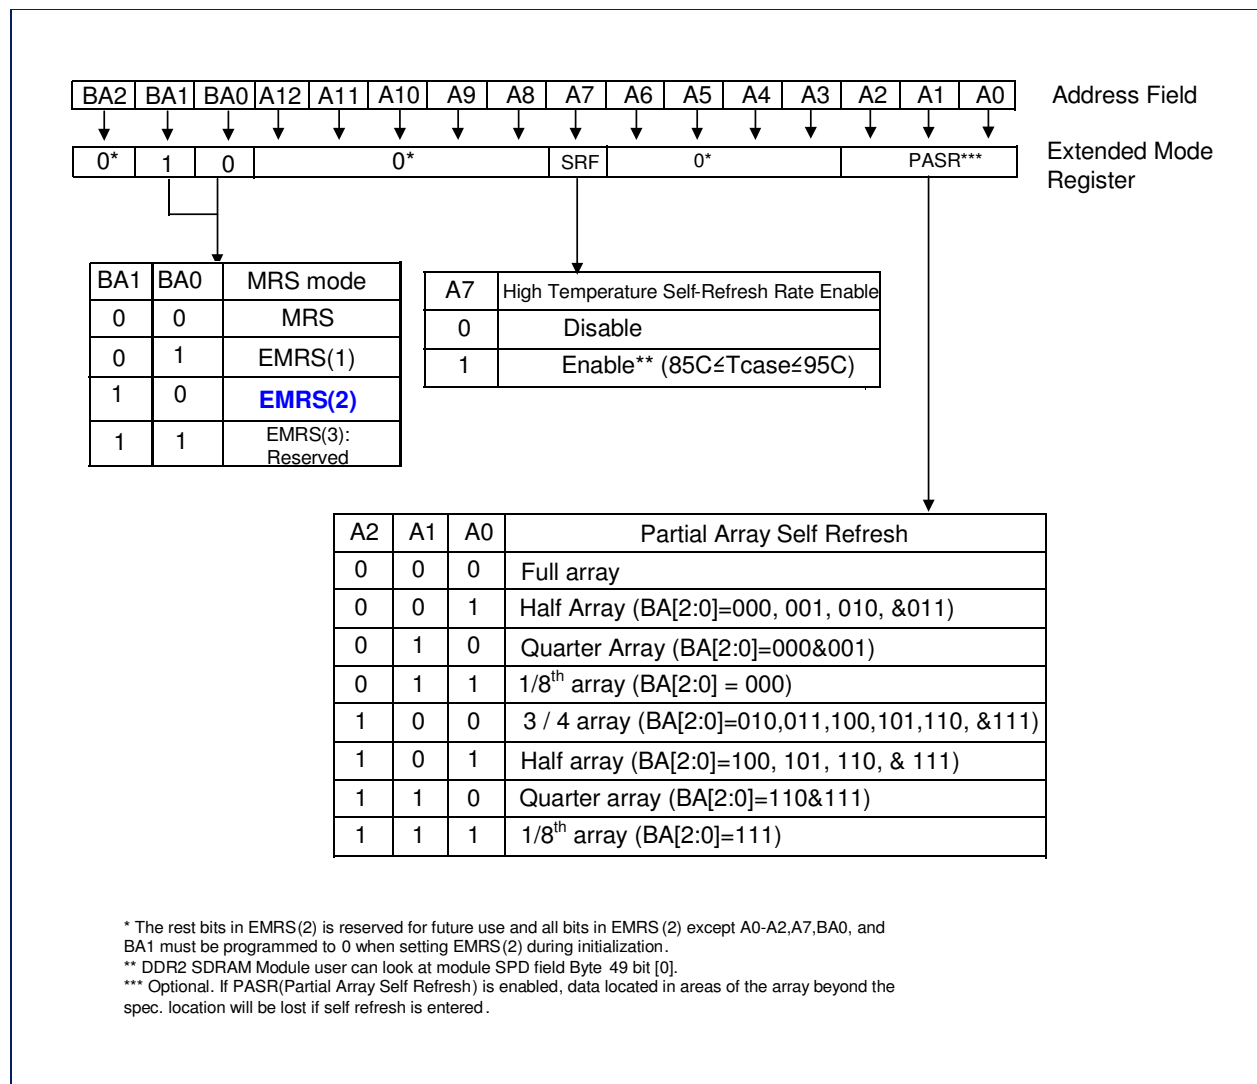 BA2 BA1 BA0 A12 A11 A10 A9 A8 A7 A6 A5 A4 A3 A2 A1 A0 Address Field
0* 1 0 0* SRF 0* PASR*** Extended Mode
Register
BA1 BA0 MRS mode
0 0 MRS
0 1 EMRS(1)
1 0 EMRS(2)
1 1 EMRS(3):
Reserved
A7 High Temperature Self-Refresh Rate Enable
0 Disable
1 Enable** (85C≤Tcase≤95C)
A2 A1 A0 Partial Array Self Refresh
0 0 0 Full array
0 0 1 Half Array (BA[2:0]=000, 001, 010, &011)
0 1 0 Quarter Array (BA[2:0]=000&001)
0 1 1 1/8th array (BA[2:0] = 000)
1 0 0 3 / 4 array (BA[2:0]=010,011,100,101,110, &111)
1 0 1 Half array (BA[2:0]=100, 101, 110, & 111)
1 1 0 Quarter array (BA[2:0]=110&111)
1 1 1 1/8th array (BA[2:0]=111)
* The rest bits in EMRS(2) is reserved for future use and all bits in EMRS (2) except A0-A2,A7,BA0, and
BA1 must be programmed to 0 when setting EMRS(2) during initialization.
** DDR2 SDRAM Module user can look at module SPD field Byte 49 bit [0].
*** Optional. If PASR(Partial Array Self Refresh) is enabled, data located in areas of the array beyond the
spec. location will be lost if self refresh is entered.